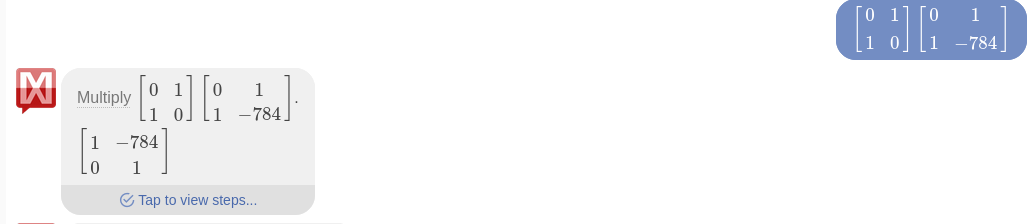 [0 1; 1 0] [0 1; 1 −784]
Multiply [0 1; 1 0] [0 1; 1 −784].
[1 −784; 0 1]
Tap to view steps...